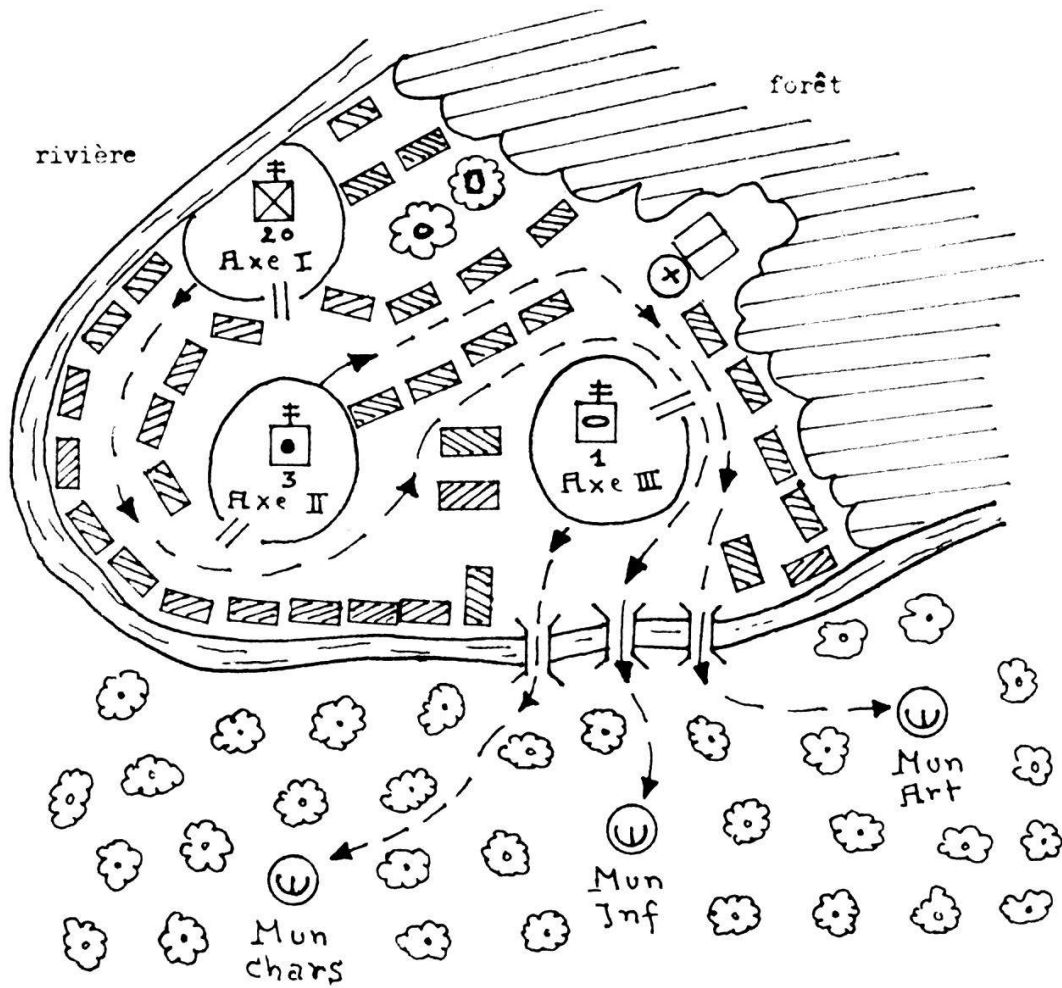 forêt
rivière
20
Axe I
3
Axe II
1
Axe III
Mun
Art
Mun
Inf
Mun
chars